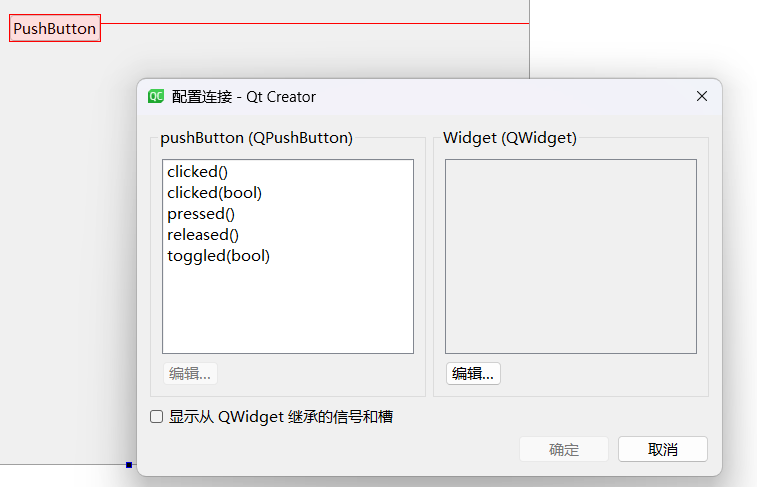 PushButton
QC 配置连接 - Qt Creator
pushButton (QPushButton)
Widget (QWidget)
clicked()
clicked(bool)
pressed()
released()
toggled(bool)
编辑...
编辑...
显示从 QWidget 继承的信号和槽
确定
取消